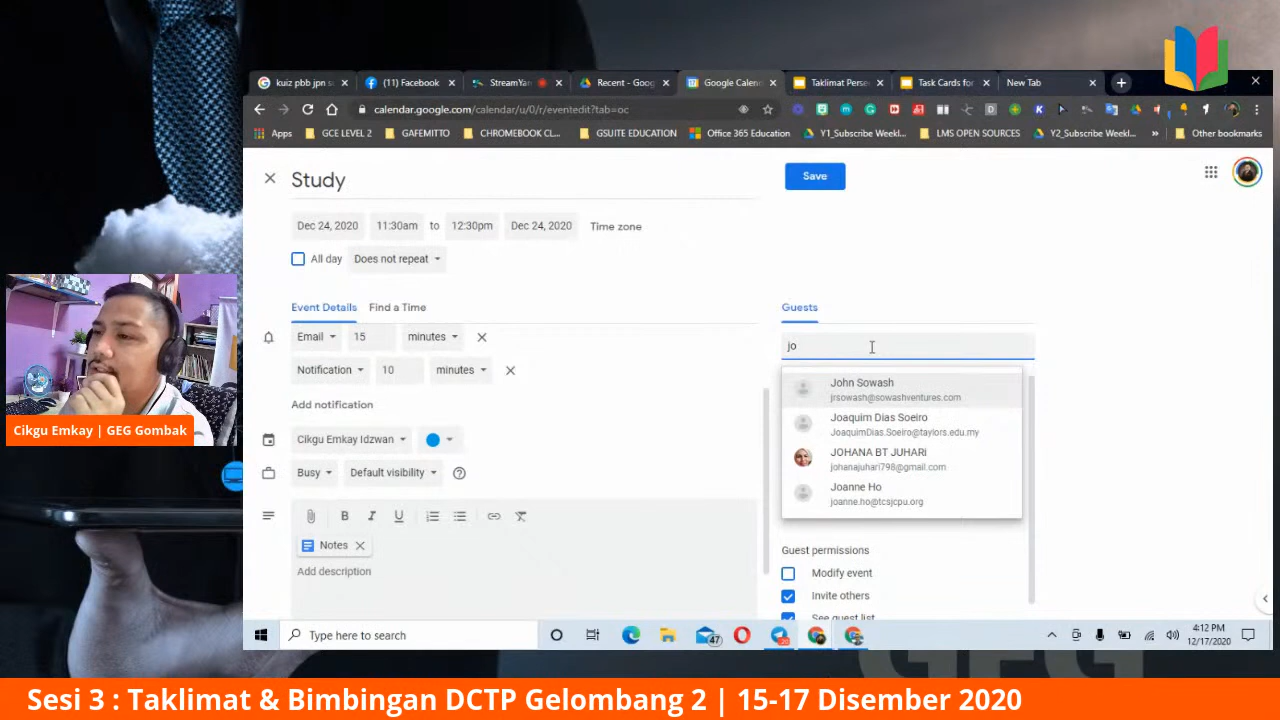 kuiz pbb jpn s
(11) Facebook
StreamYar
Recent - Goog
Google Calen
Taklimat Perse
Task Cards for
New Tab
calendar.google.com/calendar/u/0/r/eventedit?tab=oc
Apps
GCE LEVEL 2
GAFEMITTO
CHROMEBOOK CL...
GSUITE EDUCATION
Office 365 Education
Y1_Subscribe Weekl...
LMS OPEN SOURCES
Y2_Subscribe Weekl...
»
Other bookmarks
Study
Save
Dec 24, 2020 11:30am to 12:30pm Dec 24, 2020 Time zone
All day Does not repeat
Event Details Find a Time
Guests
Email 15 minutes
jo
Notification 10 minutes
John Sowash
jrsowash@sowashventures.com
Add notification
Joaquim Dias Soeiro
JoaquimDias.Soeiro@taylors.edu.my
Cikgu Emkay Idzwan
JOHANA BT JUHARI
johanajuhari798@gmail.com
Busy Default visibility
Joanne Ho
joanne.ho@tcsjcpu.org
B I U
Notes
Add description
Guest permissions
Modify event
Invite others
See guest list
Cikgu Emkay | GEG Gombak
Type here to search
47
4:12 PM
12/17/2020
GEG
Sesi 3 : Taklimat & Bimbingan DCTP Gelombang 2 | 15-17 Disember 2020